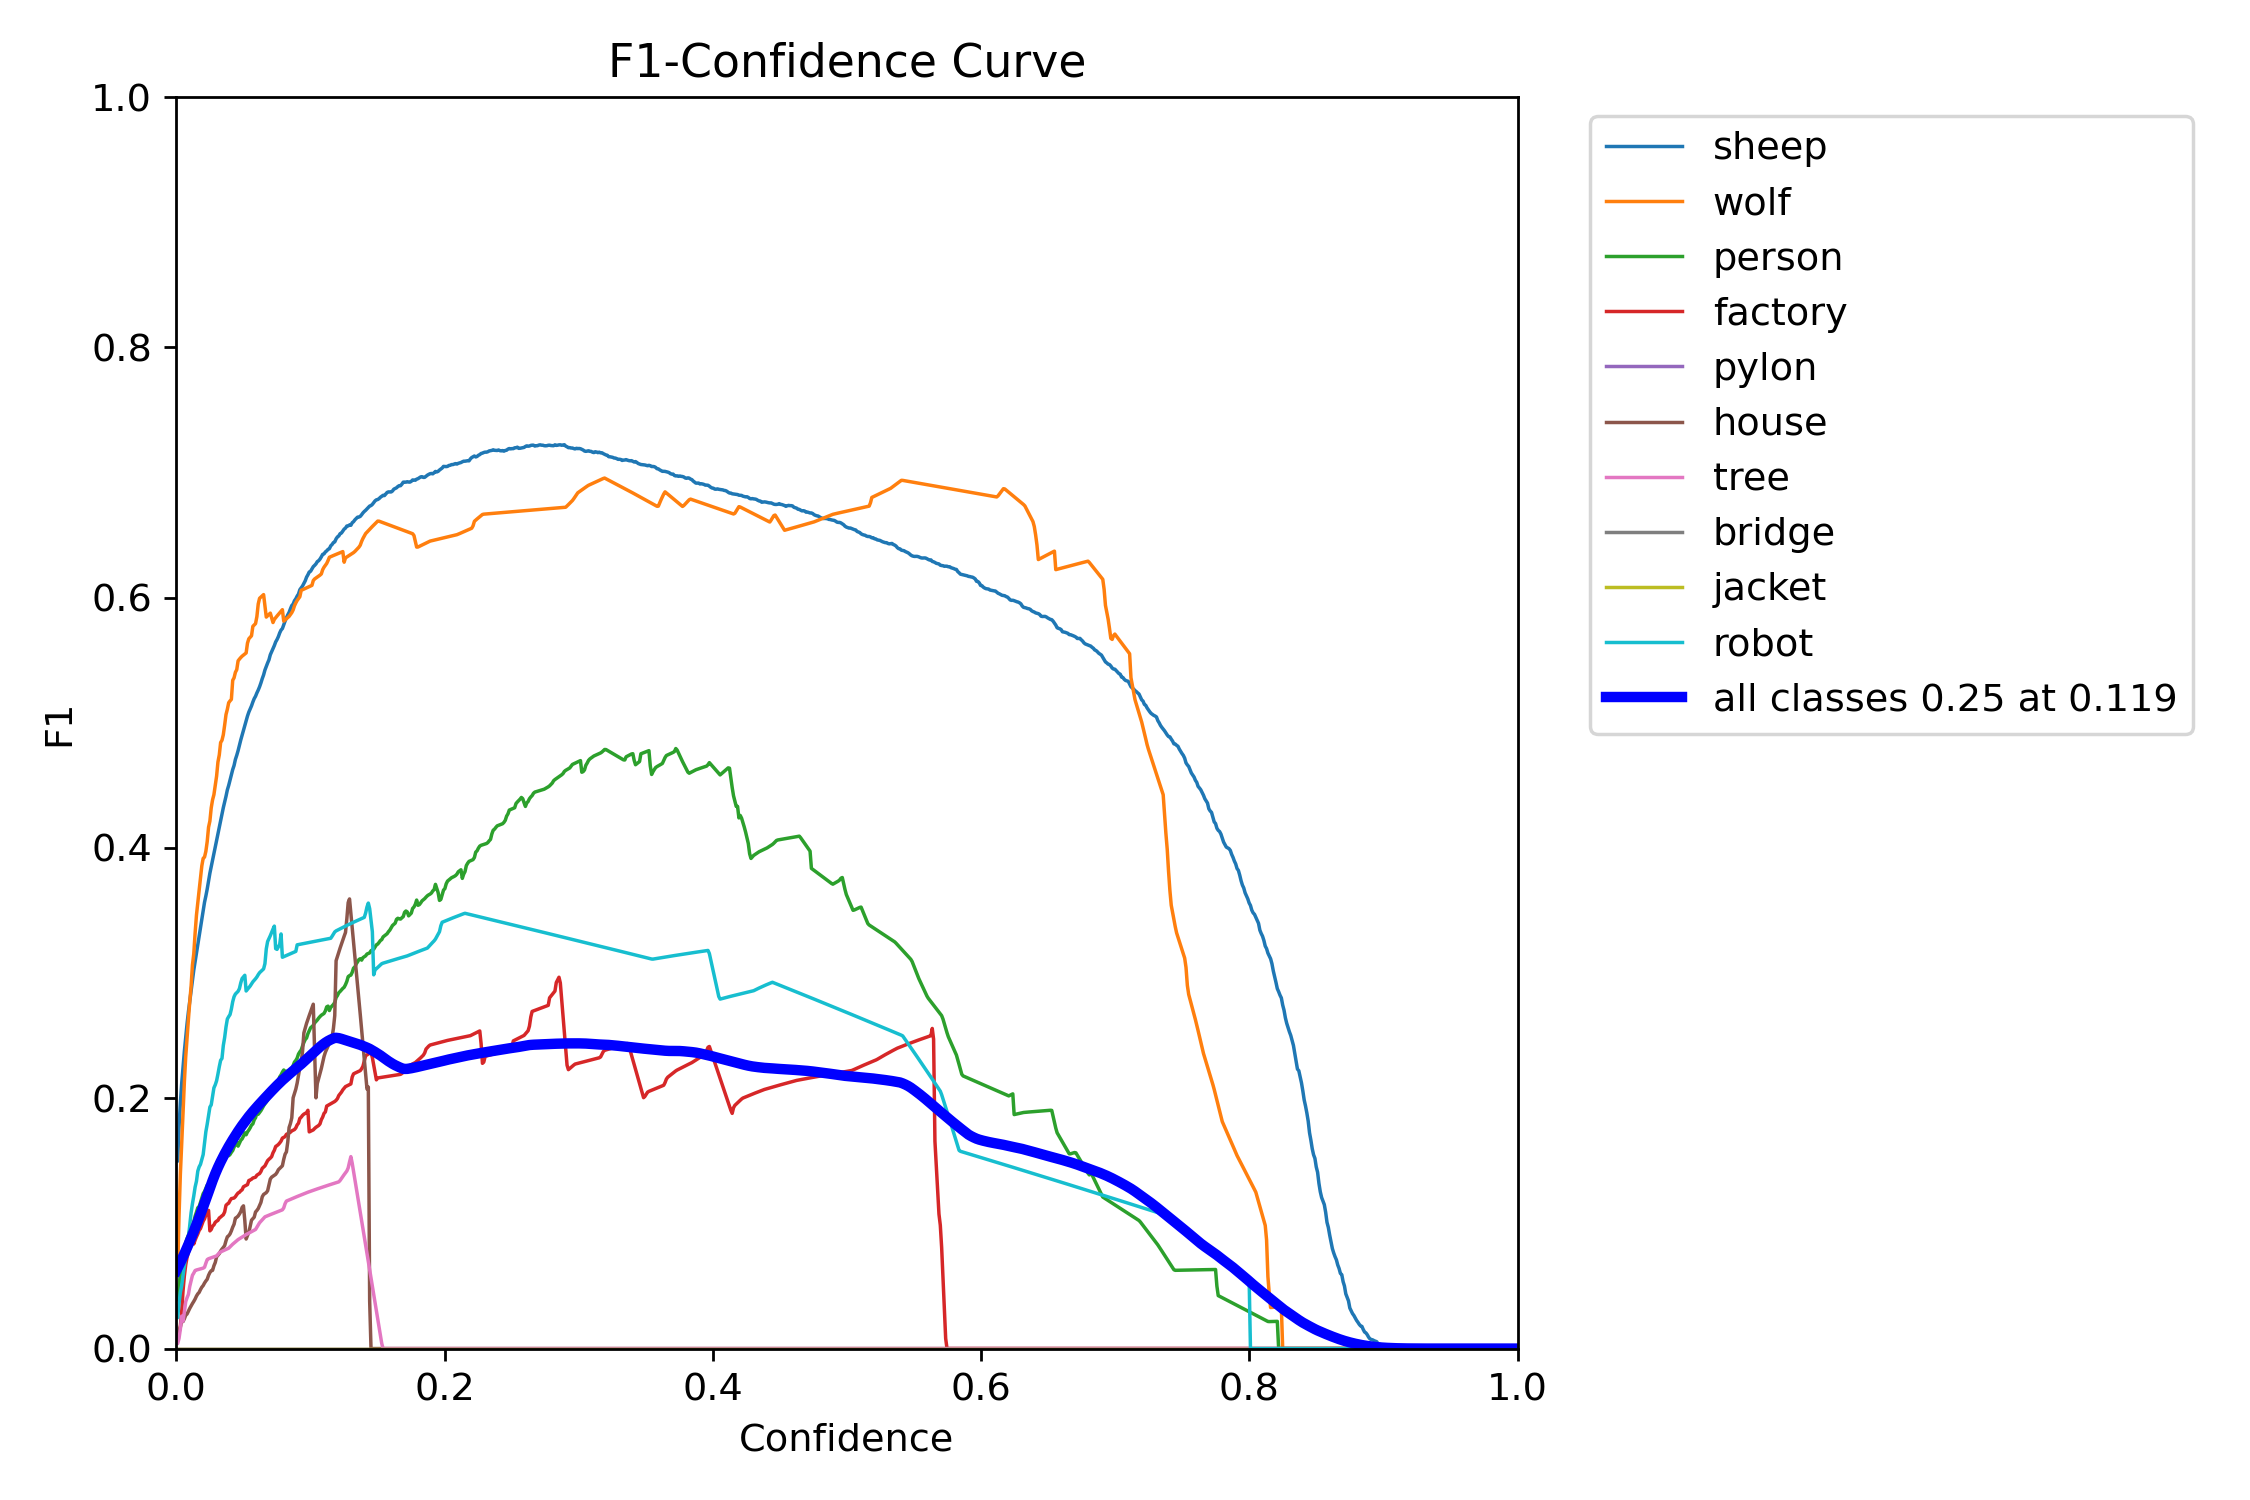 F1-Confidence Curve
1.0
0.8
0.6
0.4
0.2
0.0
F1
0.0 0.2 0.4 0.6 0.8 1.0
Confidence
sheep
wolf
person
factory
pylon
house
tree
bridge
jacket
robot
all classes 0.25 at 0.119